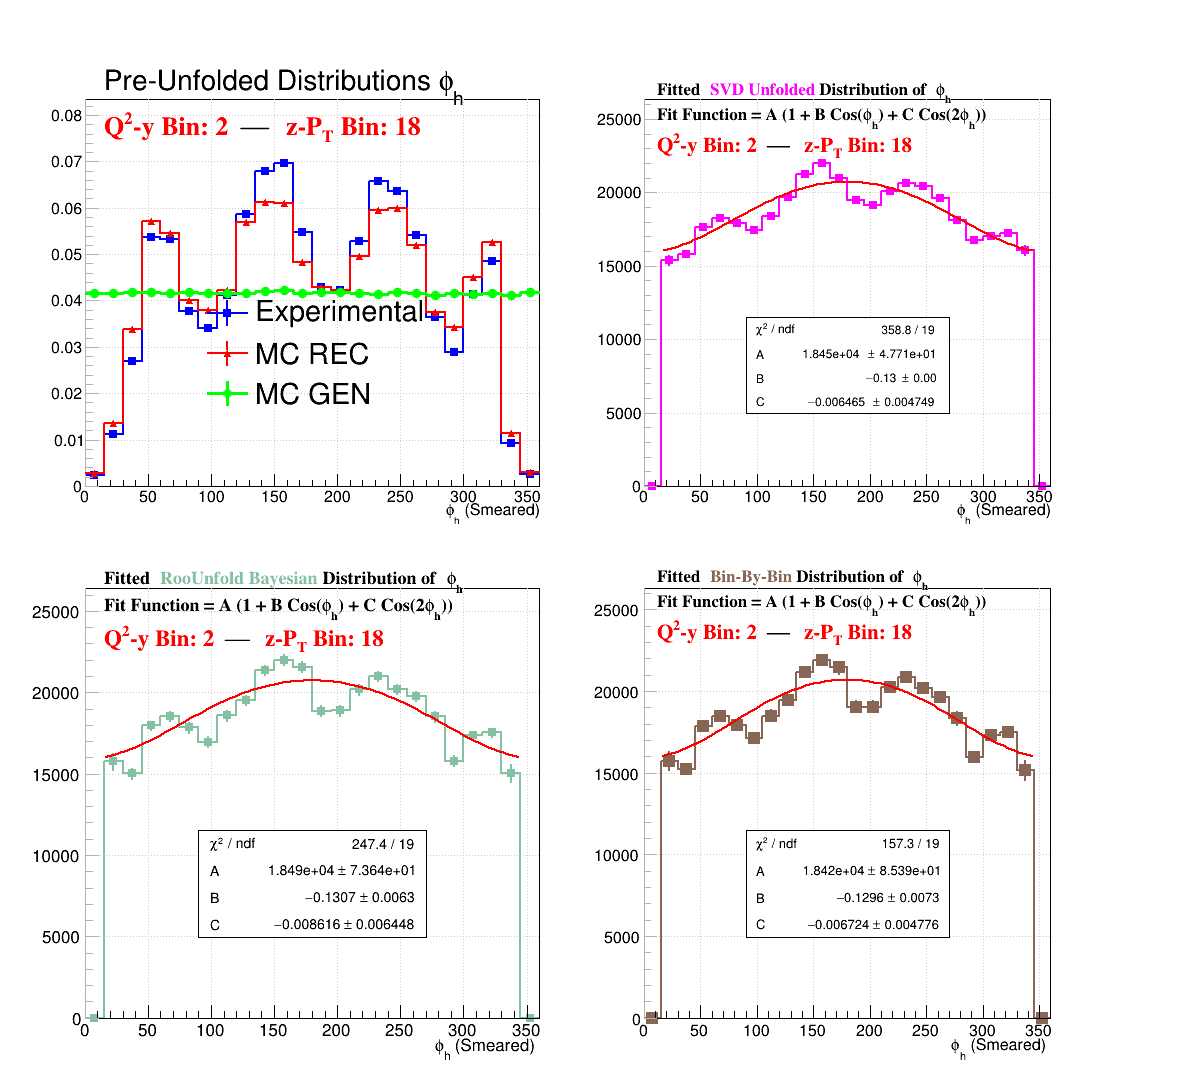 Pre-Unfolded Distributions ϕh
Q²-y Bin: 2 — z-PT Bin: 18
0.08
0.07
0.06
0.05
0.04
0.03
0.02
0.01
0
Experimental
MC REC
MC GEN
0 50 100 150 200 250 300 350
ϕh (Smeared)
Fitted SVD Unfolded Distribution of ϕh
Fit Function = A (1 + B Cos(ϕh) + C Cos(2ϕh))
Q²-y Bin: 2 — z-PT Bin: 18
25000
20000
15000
10000
5000
0
χ² / ndf 358.8 / 19
A 1.845e+04 ± 4.771e+01
B −0.13 ± 0.00
C −0.006465 ± 0.004749
0 50 100 150 200 250 300 350
ϕh (Smeared)
Fitted RooUnfold Bayesian Distribution of ϕh
Fit Function = A (1 + B Cos(ϕh) + C Cos(2ϕh))
Q²-y Bin: 2 — z-PT Bin: 18
25000
20000
15000
10000
5000
0
χ² / ndf 247.4 / 19
A 1.849e+04 ± 7.364e+01
B −0.1307 ± 0.0063
C −0.008616 ± 0.006448
0 50 100 150 200 250 300 350
ϕh (Smeared)
Fitted Bin-By-Bin Distribution of ϕh
Fit Function = A (1 + B Cos(ϕh) + C Cos(2ϕh))
Q²-y Bin: 2 — z-PT Bin: 18
25000
20000
15000
10000
5000
0
χ² / ndf 157.3 / 19
A 1.842e+04 ± 8.539e+01
B −0.1296 ± 0.0073
C −0.006724 ± 0.004776
0 50 100 150 200 250 300 350
ϕh (Smeared)